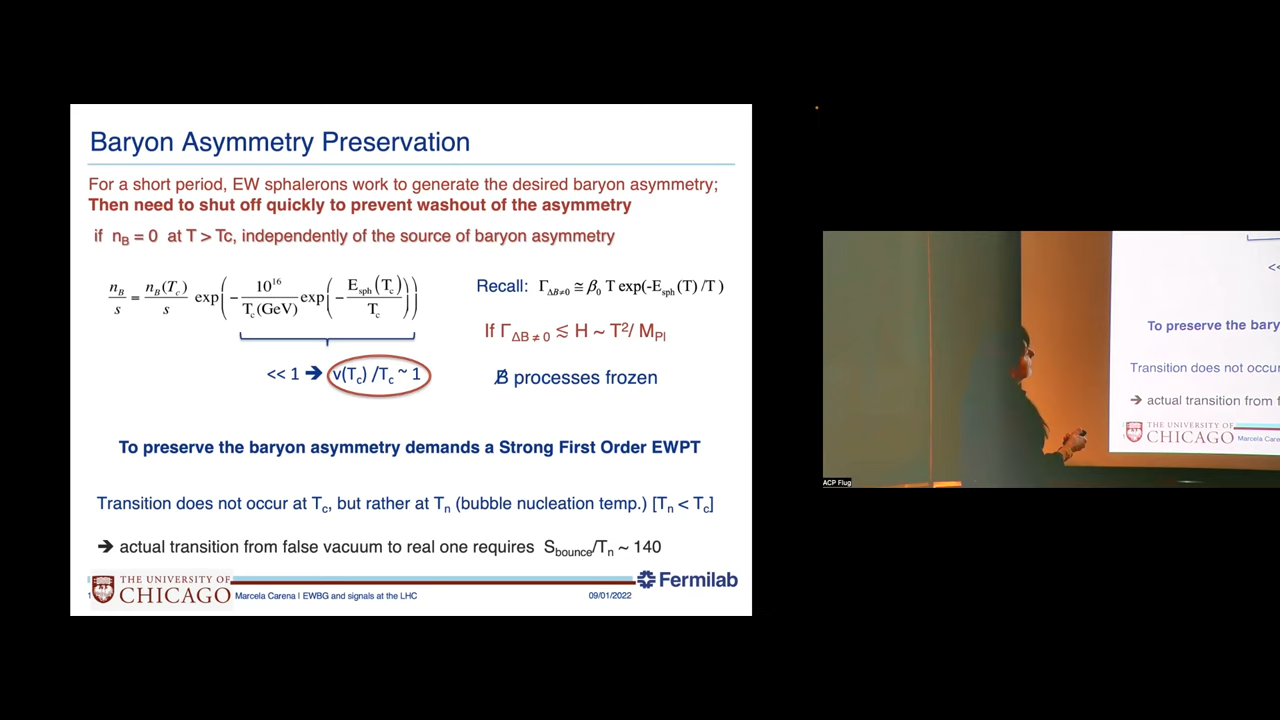 Baryon Asymmetry Preservation
For a short period, EW sphalerons work to generate the desired baryon asymmetry;
Then need to shut off quickly to prevent washout of the asymmetry
if n_B = 0 at T > Tc, independently of the source of baryon asymmetry
n_B/s = n_B(T_c)/s exp(− 10^16/T_c(GeV) exp(− E_sph(T_c)/T_c))
Recall: Γ_ΔB≠0 ≅ β_0 T exp(-E_sph(T) /T )
If Γ_ΔB≠0 ≲ H ~ T^2/ M_Pl
<< 1 ➔ v(T_c) /T_c ~ 1
B̸ processes frozen
To preserve the baryon asymmetry demands a Strong First Order EWPT
Transition does not occur at T_c, but rather at T_n (bubble nucleation temp.) [T_n < T_c]
➔ actual transition from false vacuum to real one requires S_bounce/T_n ~ 140
1
THE UNIVERSITY OF
CHICAGO
Marcela Carena | EWBG and signals at the LHC
09/01/2022
Fermilab
<<
To preserve the bary
Transition does not occur
➔ actual transition from f
THE UNIVERSITY OF
CHICAGO
Marcela Care
ACP Flug